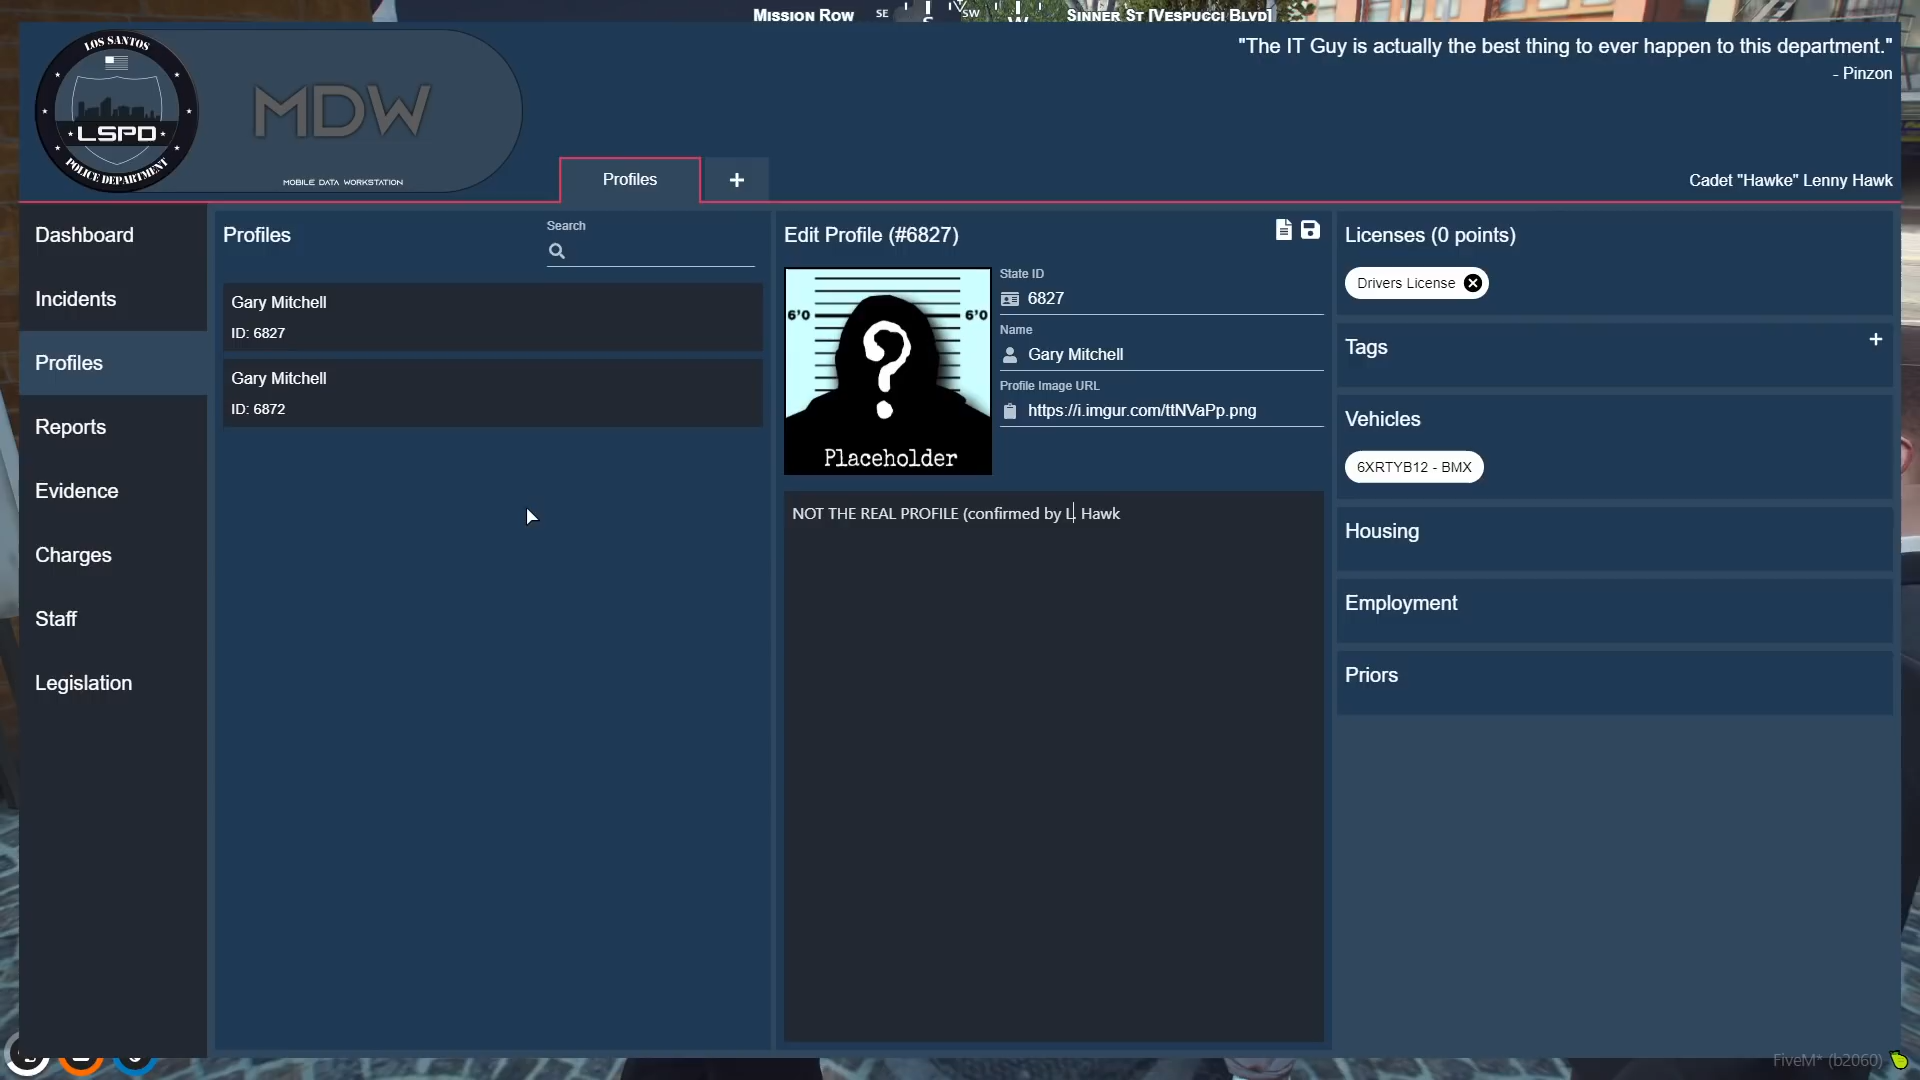 Mission Row SE S SW W Sinner St [Vespucci Blvd]
LOS SANTOS
LSPD
POLICE DEPARTMENT
MDW
MOBILE DATA WORKSTATION
"The IT Guy is actually the best thing to ever happen to this department."
- Pinzon
Profiles
+
Cadet "Hawke" Lenny Hawk
Dashboard
Incidents
Profiles
Reports
Evidence
Charges
Staff
Legislation
Profiles
Search
Gary Mitchell
ID: 6827
Gary Mitchell
ID: 6872
Edit Profile (#6827)
6'0 6'0
?
Placeholder
State ID
6827
Name
Gary Mitchell
Profile Image URL
https://i.imgur.com/ttNVaPp.png
NOT THE REAL PROFILE (confirmed by L. Hawk
Licenses (0 points)
Drivers License
Tags
+
Vehicles
6XRTYB12 - BMX
Housing
Employment
Priors
FiveM* (b2060)